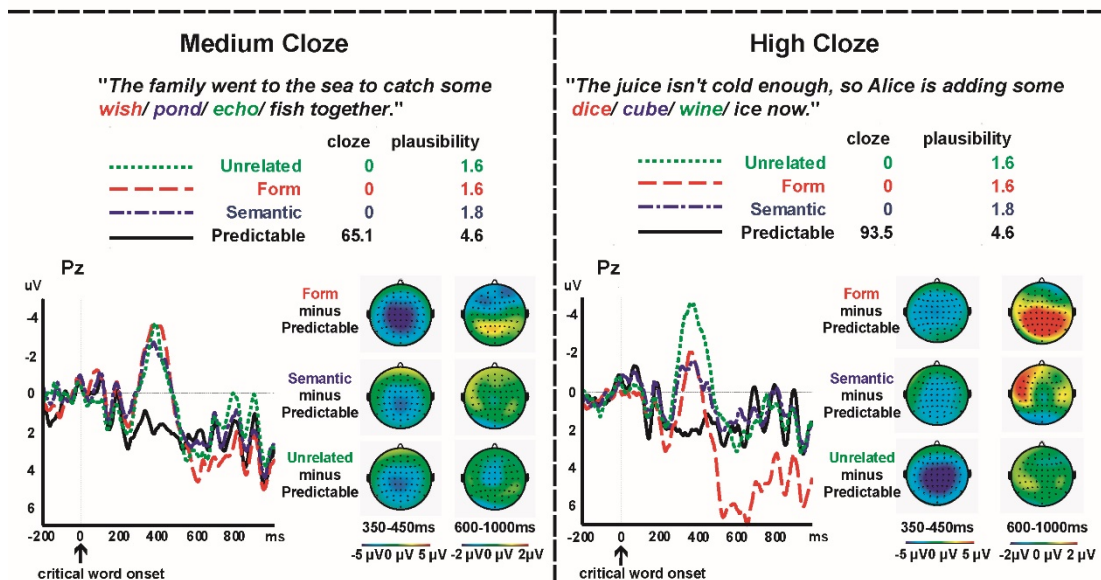 Medium Cloze
"The family went to the sea to catch some
wish/ pond/ echo/ fish together."
cloze plausibility
Unrelated 0 1.6
Form 0 1.6
Semantic 0 1.8
Predictable 65.1 4.6
Pz
uV
-4
-2
0
2
4
6
-200 0 200 400 600 800 ms
critical word onset
Form
minus
Predictable
Semantic
minus
Predictable
Unrelated
minus
Predictable
350-450ms 600-1000ms
-5 µV 0 µV 5 µV -2 µV 0 µV 2µV
High Cloze
"The juice isn't cold enough, so Alice is adding some
dice/ cube/ wine/ ice now."
cloze plausibility
Unrelated 0 1.6
Form 0 1.6
Semantic 0 1.8
Predictable 93.5 4.6
Pz
uV
-4
-2
0
2
4
6
-200 0 200 400 600 800 ms
critical word onset
Form
minus
Predictable
Semantic
minus
Predictable
Unrelated
minus
Predictable
350-450ms 600-1000ms
-5 µV 0 µV 5 µV -2µV 0 µV 2µV